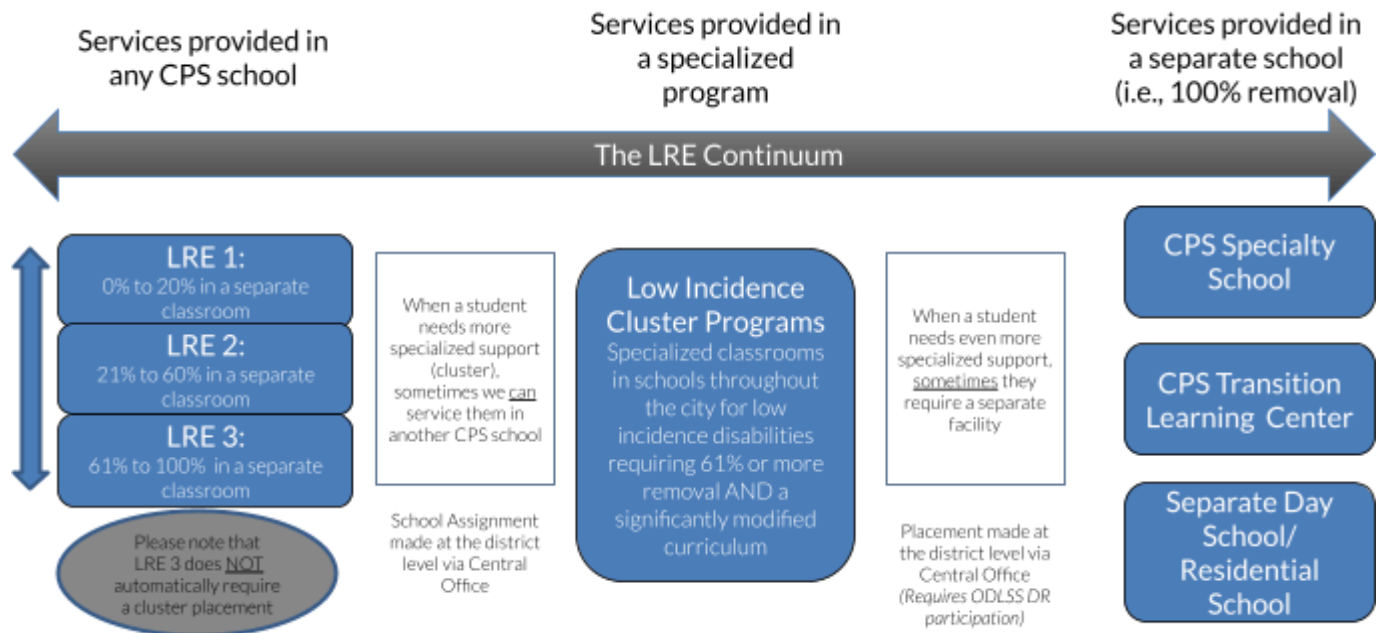 Services provided in
any CPS school
Services provided in
a specialized
program
Services provided in
a separate school
(i.e., 100% removal)
The LRE Continuum
LRE 1:
0% to 20% in a separate
classroom
LRE 2:
21% to 60% in a separate
classroom
LRE 3:
61% to 100% in a separate
classroom
Please note that
LRE 3 does NOT
automatically require
a cluster placement
When a student
needs more
specialized support
(cluster),
sometimes we can
service them in
another CPS school
School Assignment
made at the district
level via Central
Office
Low Incidence
Cluster Programs
Specialized classrooms
in schools throughout
the city for low
incidence disabilities
requiring 61% or more
removal AND a
significantly modified
curriculum
When a student
needs even more
specialized support,
sometimes they
require a separate
facility
Placement made at
the district level via
Central Office
(Requires ODLSS DR
participation)
CPS Specialty
School
CPS Transition
Learning Center
Separate Day
School/
Residential
School